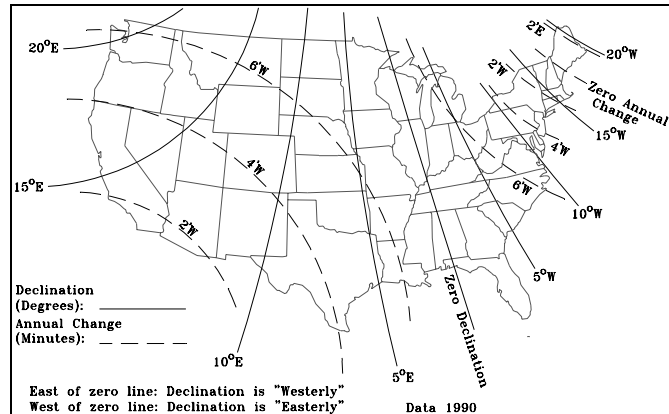 2'E
20°E
20°W
6'W
2'W
Zero Annual
Change
15°W
4'W
4'W
15°E
6'W
10°W
2'W
5°W
Declination
(Degrees):
Annual Change
(Minutes):
Zero Declination
10°E
5°E
East of zero line: Declination is "Westerly"
West of zero line: Declination is "Easterly"
Data 1990